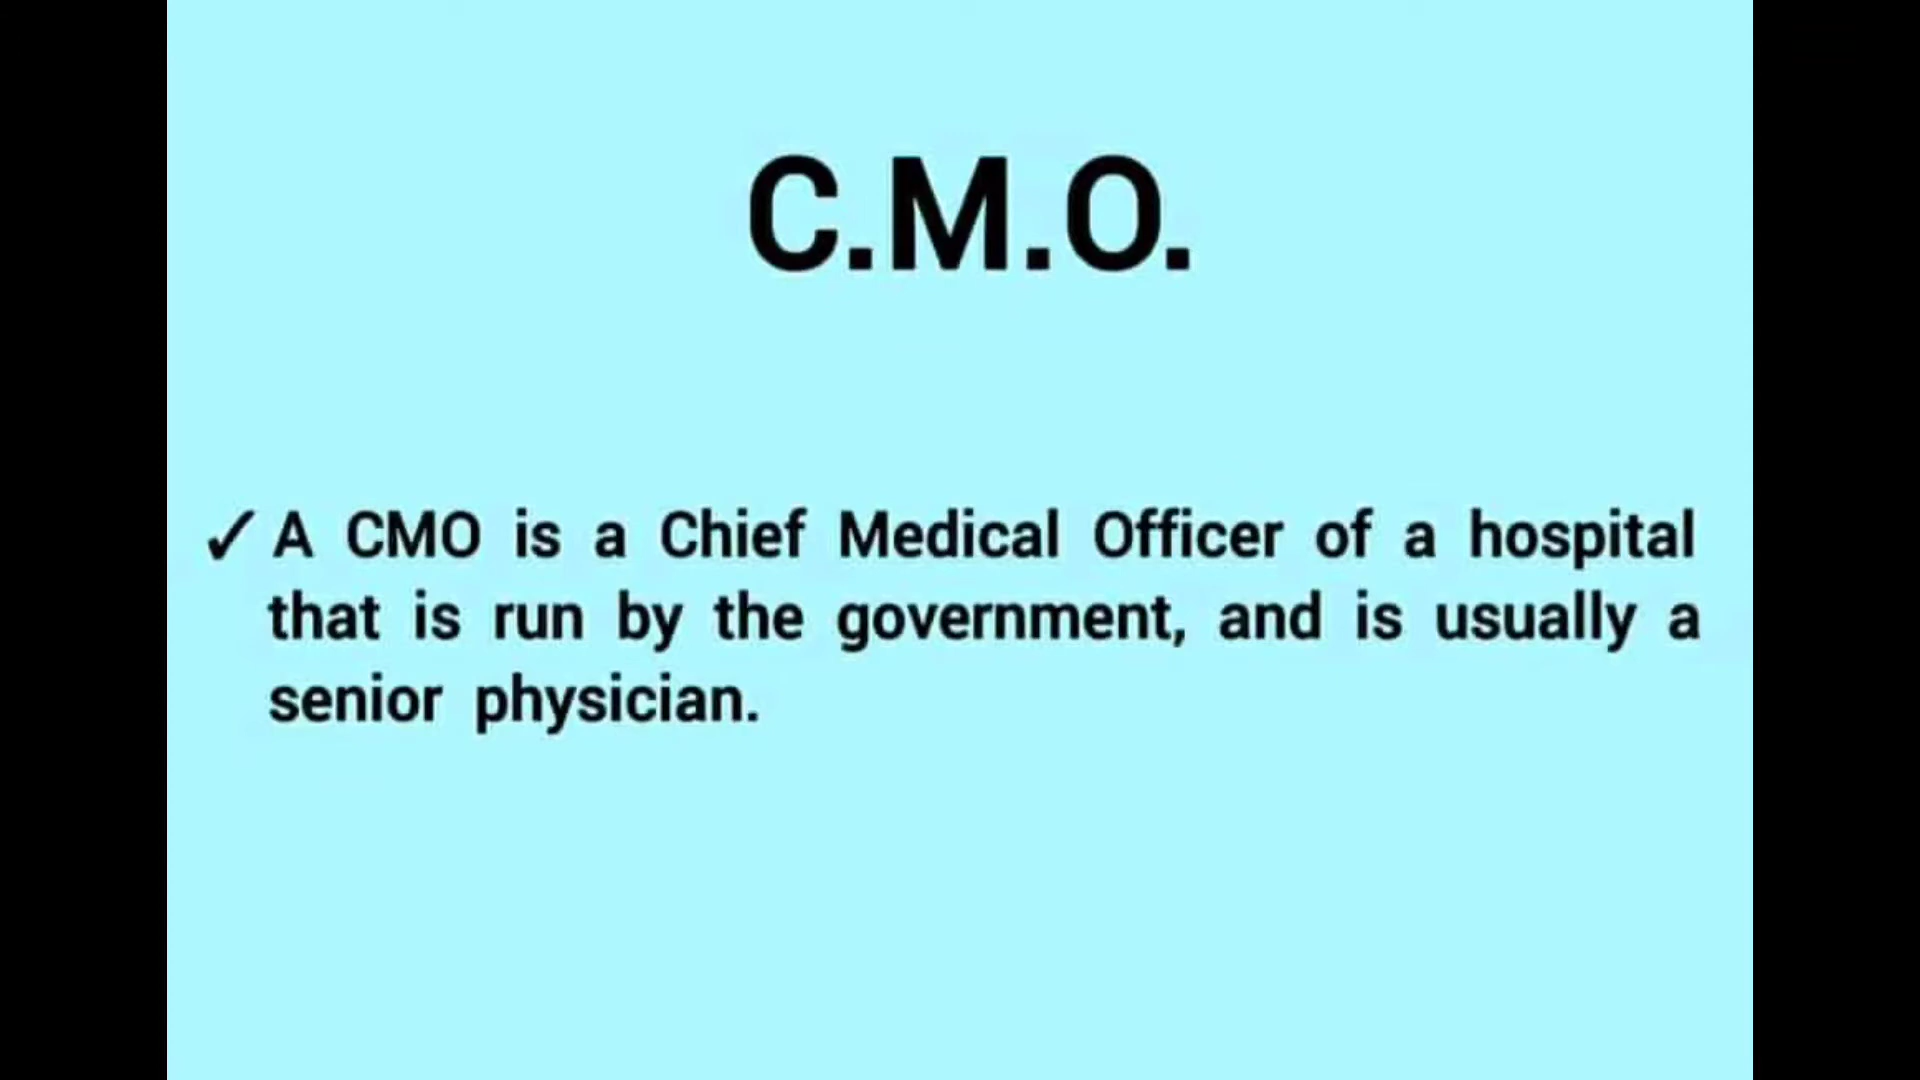 C.M.O.
✓ A CMO is a Chief Medical Officer of a hospital
that is run by the government, and is usually a
senior physician.